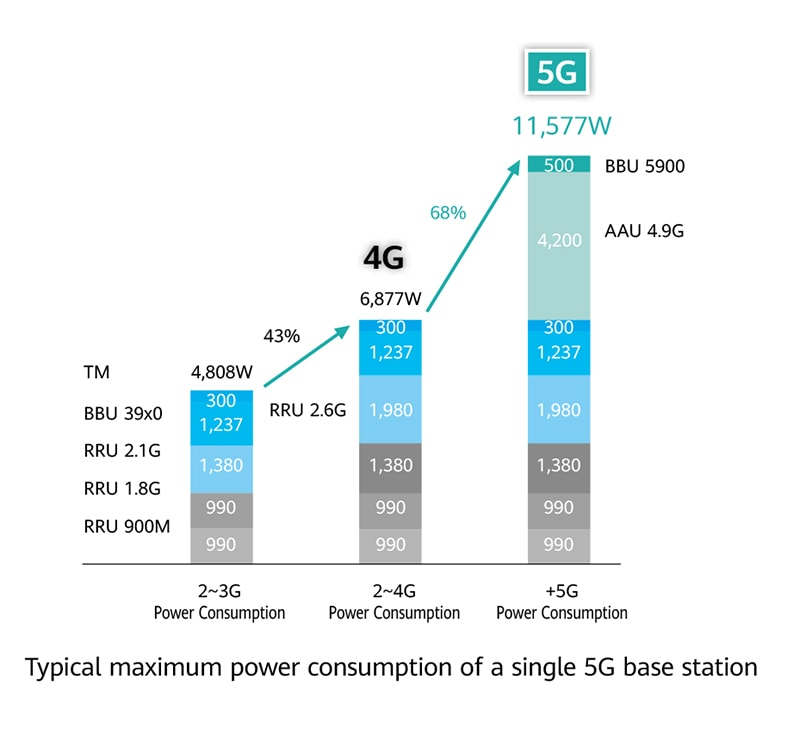 5G
11,577W
500
BBU 5900
68%
4,200
AAU 4.9G
4G
6,877W
300
300
43%
1,237
1,237
TM
4,808W
300
RRU 2.6G
1,980
1,980
BBU 39x0
1,237
RRU 2.1G
1,380
1,380
1,380
RRU 1.8G
990
990
990
RRU 900M
990
990
990
2~3G
Power Consumption
2~4G
Power Consumption
+5G
Power Consumption
Typical maximum power consumption of a single 5G base station